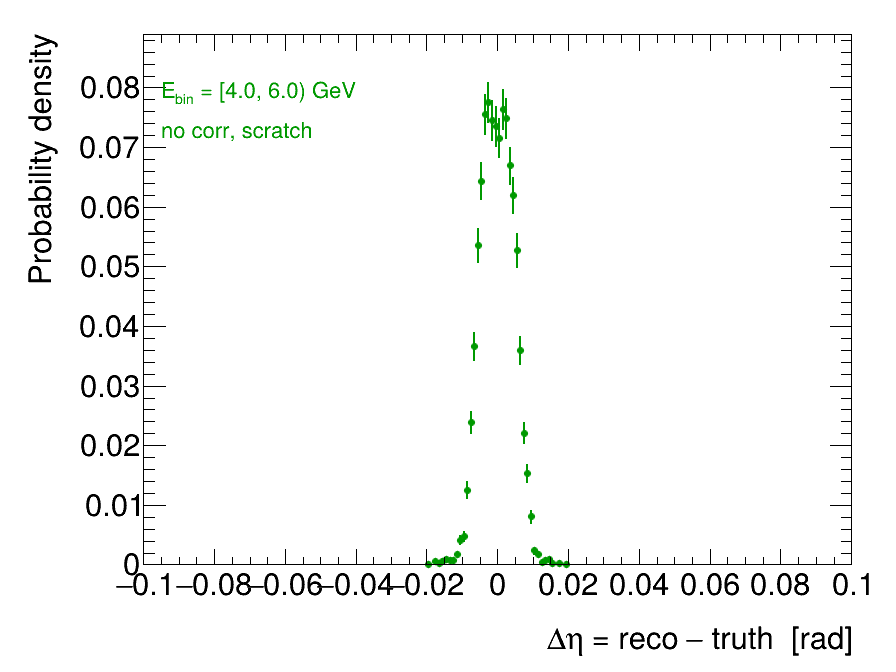 Probability density
0.08
0.07
0.06
0.05
0.04
0.03
0.02
0.01
0
E_bin = [4.0, 6.0) GeV
no corr, scratch
−0.1 −0.08 −0.06 −0.04 −0.02 0 0.02 0.04 0.06 0.08 0.1
Δη = reco − truth [rad]